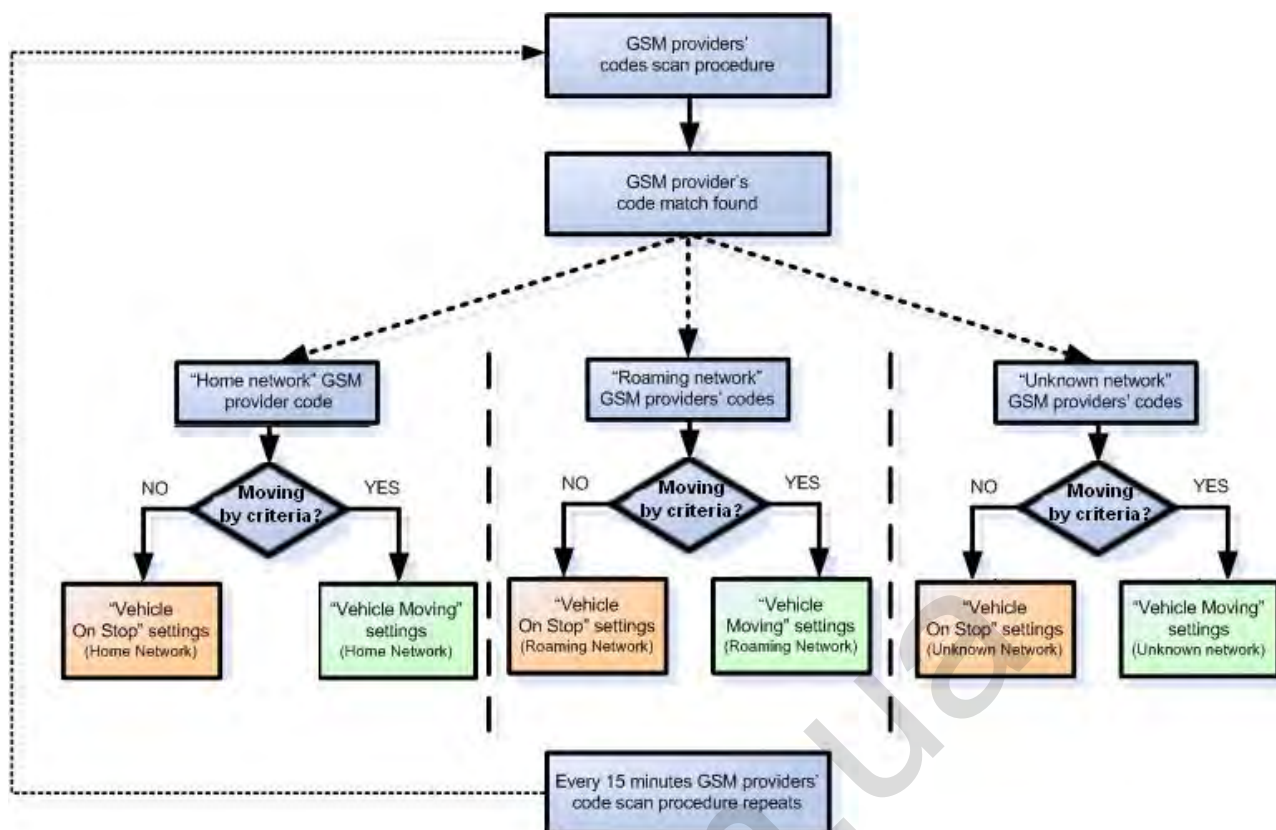 GSM providers'
codes scan procedure
GSM provider's
code match found
"Home network" GSM
provider code
"Roaming network"
GSM providers' codes
"Unknown network"
GSM providers' codes
NO
Moving
by criteria?
YES
NO
Moving
by criteria?
YES
NO
Moving
by criteria?
YES
"Vehicle
On Stop" settings
(Home Network)
"Vehicle Moving"
settings
(Home Network)
"Vehicle
On Stop" settings
(Roaming Network)
"Vehicle
Moving" settings
(Roaming Network)
"Vehicle
On Stop" settings
(Unknown Network)
"Vehicle Moving"
settings
(Unknown network)
Every 15 minutes GSM providers'
code scan procedure repeats
.ua